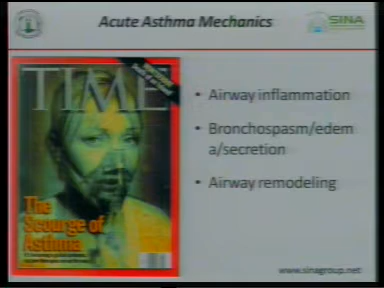 Acute Asthma Mechanics
SINA
TIME
The
Scourge of
Asthma
• Airway inflammation
• Bronchospasm/edem
a/secretion
• Airway remodeling
www.sinagroup.net